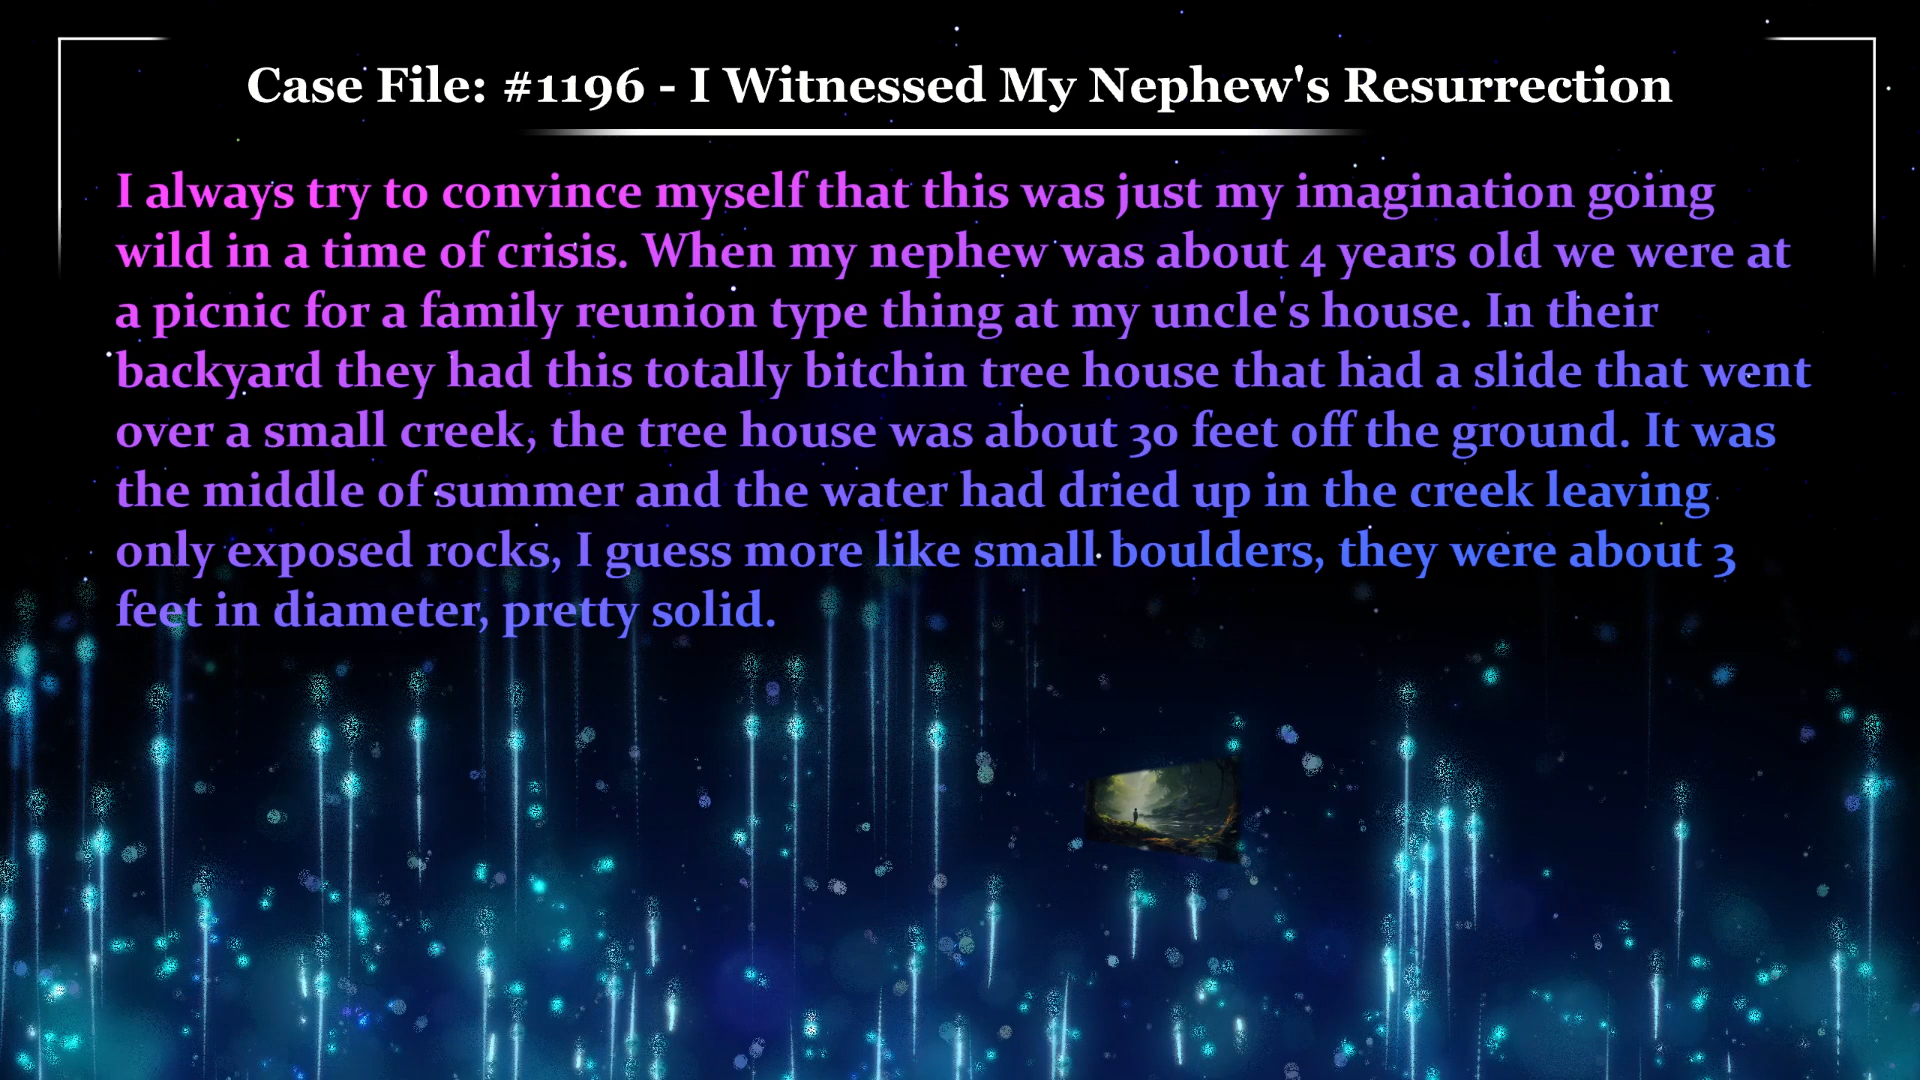 Case File: #1196 - I Witnessed My Nephew's Resurrection
I always try to convince myself that this was just my imagination going
wild in a time of crisis. When my nephew was about 4 years old we were at
a picnic for a family reunion type thing at my uncle's house. In their
backyard they had this totally bitchin tree house that had a slide that went
over a small creek, the tree house was about 30 feet off the ground. It was
the middle of summer and the water had dried up in the creek leaving
only exposed rocks, I guess more like small boulders, they were about 3
feet in diameter, pretty solid.